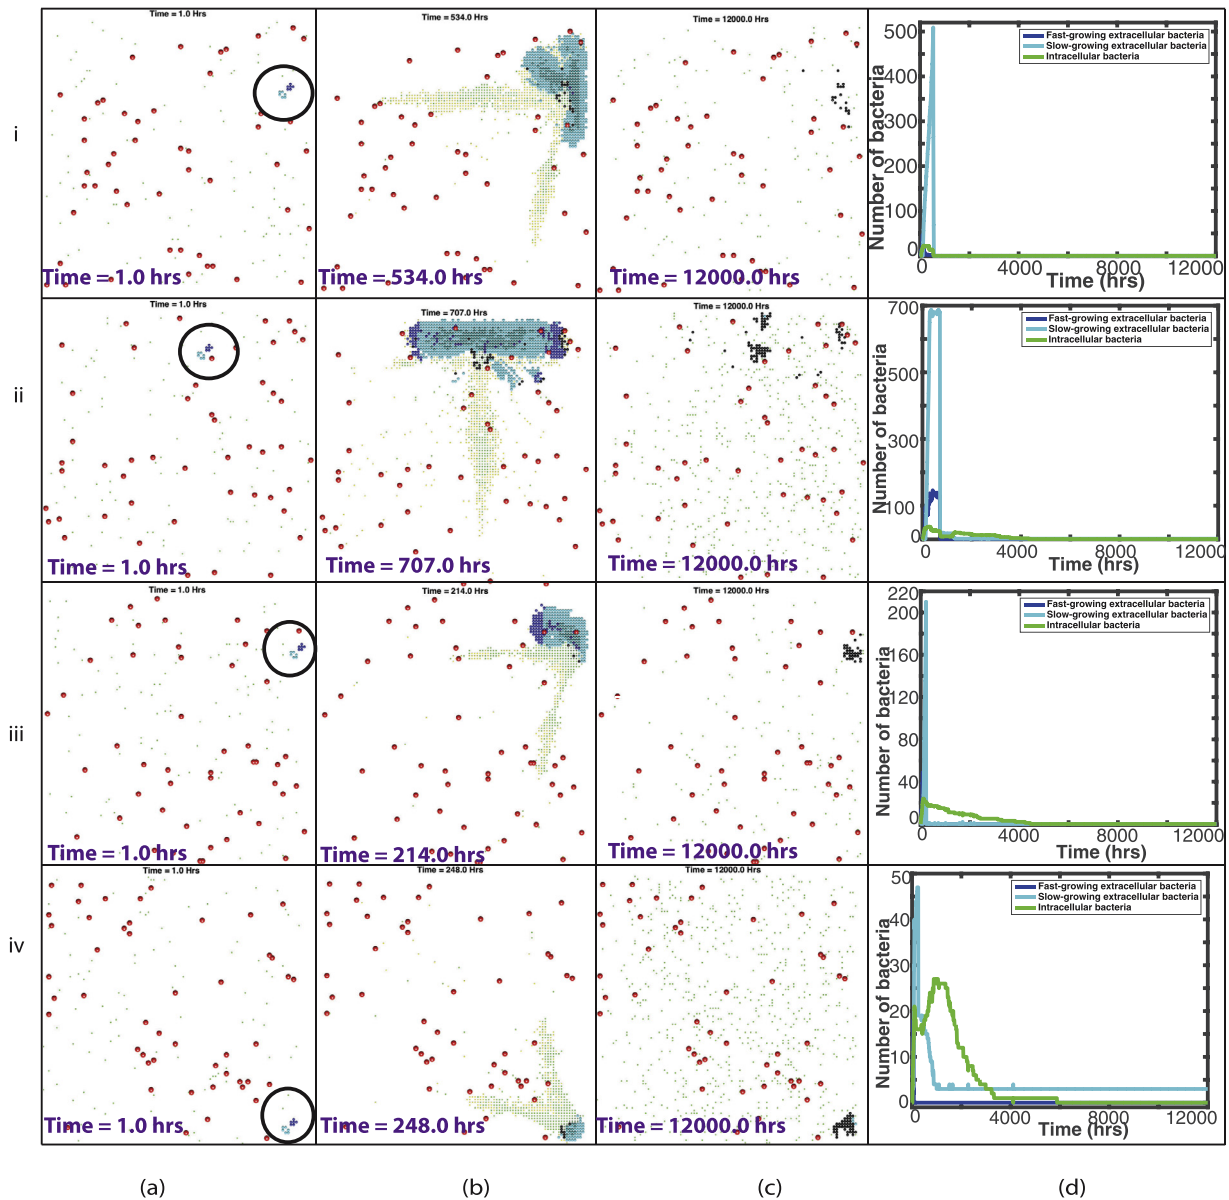 Time = 1.0 hrs
Time = 534.0 hrs
Time = 12000.0 hrs
Fast-growing extracellular bacteria
Slow-growing extracellular bacteria
Intracellular bacteria
500
400
300
200
100
0
Number of bacteria
i
Time = 1.0 hrs
Time = 534.0 hrs
Time = 12000.0 hrs
0
4000
8000
12000
Time (hrs)
Time = 1.0 Hrs
Time = 707.0 Hrs
Time = 12000.0 Hrs
Fast-growing extracellular bacteria
Slow-growing extracellular bacteria
Intracellular bacteria
700
500
300
100
0
Number of bacteria
ii
Time = 1.0 hrs
Time = 707.0 hrs
Time = 12000.0 hrs
0
4000
8000
12000
Time (hrs)
Time = 1.0 Hrs
Time = 214.0 Hrs
Time = 12000.0 Hrs
Fast-growing extracellular bacteria
Slow-growing extracellular bacteria
Intracellular bacteria
220
200
160
120
80
40
0
Number of bacteria
iii
Time = 1.0 hrs
Time = 214.0 hrs
Time = 12000.0 hrs
0
4000
8000
12000
Time (hrs)
Time = 1.0 Hrs
Time = 248.0 Hrs
Time = 12000.0 Hrs
Fast-growing extracellular bacteria
Slow-growing extracellular bacteria
Intracellular bacteria
50
40
30
20
10
0
Number of bacteria
iv
Time = 1.0 hrs
Time = 248.0 hrs
Time = 12000.0 hrs
0
4000
8000
12000
Time (hrs)
(a)
(b)
(c)
(d)